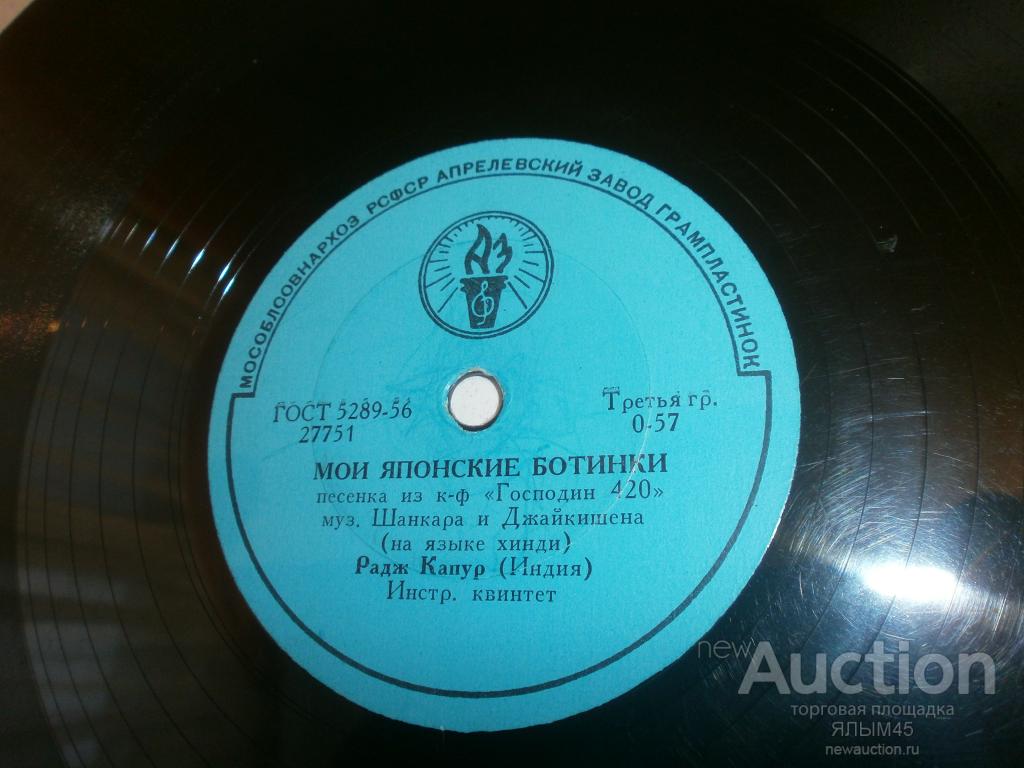 МОСОБЛСОВНАРХОЗ РСФСР АПРЕЛЕВСКИЙ ЗАВОД ГРАМПЛАСТИНОК
АЗ
ГОСТ 5289-56
27751
Третья гр.
0-57
МОИ ЯПОНСКИЕ БОТИНКИ
песенка из к-ф «Господин 420»
муз. Шанкара и Джайкишена
(на языке хинди)
Радж Капур (Индия)
Инстр. квинтет
newAuction
торговая площадка
ЯЛЫМ45
newauction.ru